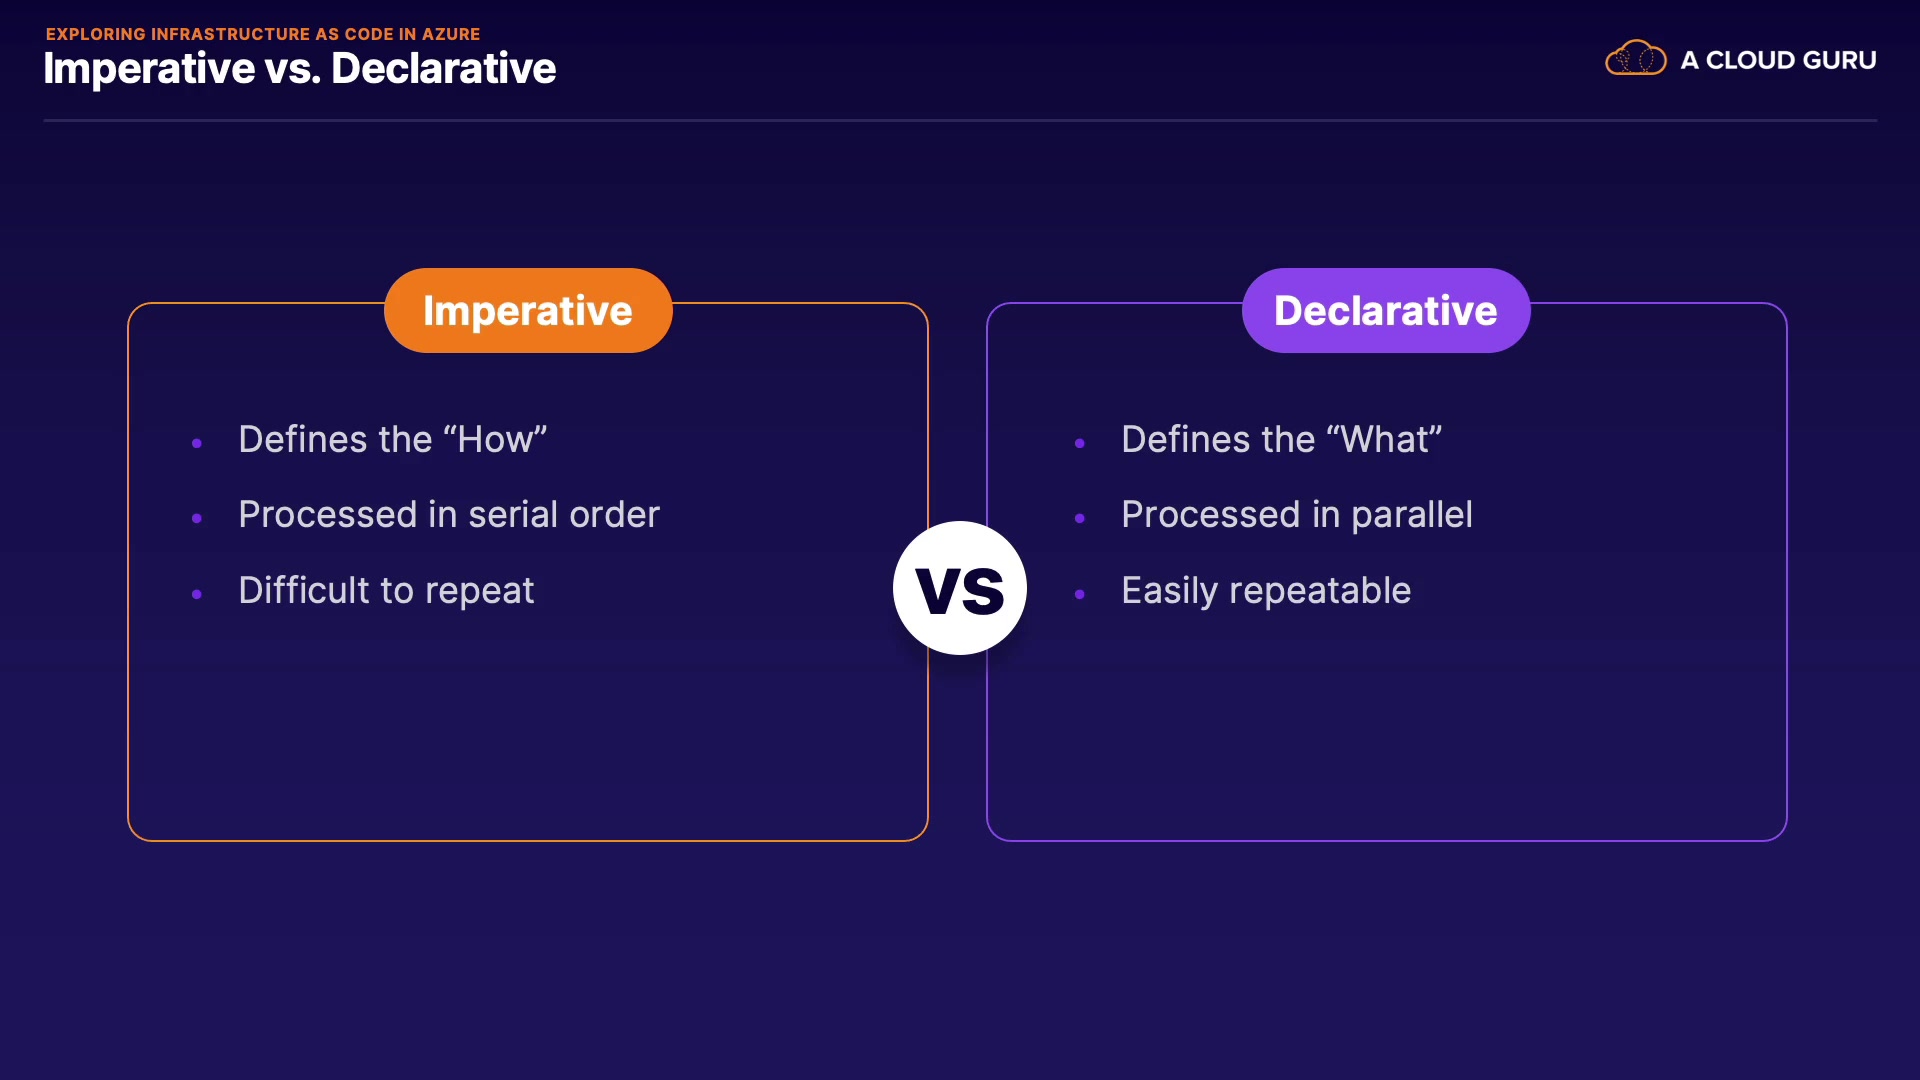 EXPLORING INFRASTRUCTURE AS CODE IN AZURE
Imperative vs. Declarative
A CLOUD GURU
Imperative
• Defines the “How”
• Processed in serial order
• Difficult to repeat
VS
Declarative
• Defines the “What”
• Processed in parallel
• Easily repeatable